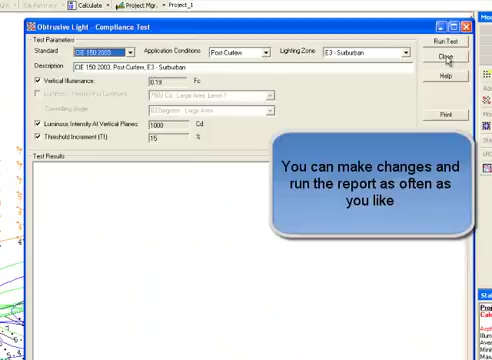 Calculate
Project Mgr.
Project_1
Obtrusive Light - Compliance Test
Test Parameters
Standard CIE 150:2003 Application Conditions Post-Curfew Lighting Zone E3 - Suburban
Description CIE 150:2003, Post-Curfew, E3 - Suburban
Vertical Illuminance: 0.19 Fc
Controlling Angle
Luminous Intensity At Vertical Planes: 1000 Cd
Threshold Increment (TI) 15 %
Run Test
Close
Help
Print
Test Results
You can make changes and
run the report as often as
you like